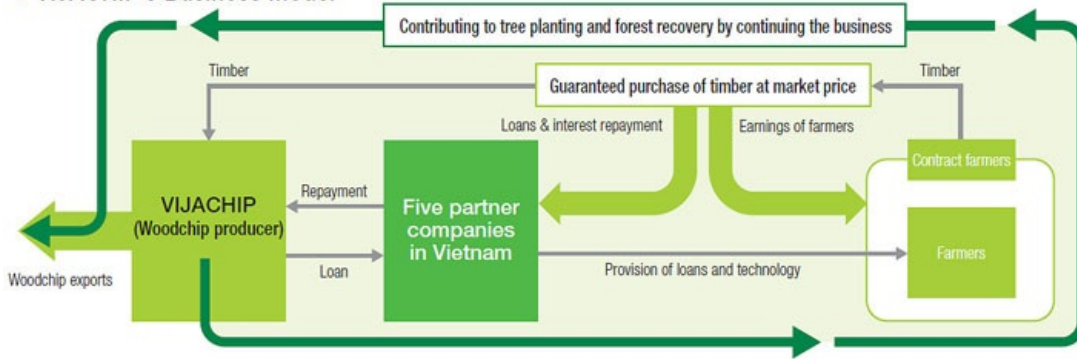 Contributing to tree planting and forest recovery by continuing the business
Timber
Guaranteed purchase of timber at market price
Timber
Loans & interest repayment
Earnings of farmers
Contract farmers
VIJACHIP
(Woodchip producer)
Repayment
Five partner
companies
in Vietnam
Farmers
Loan
Provision of loans and technology
Woodchip exports